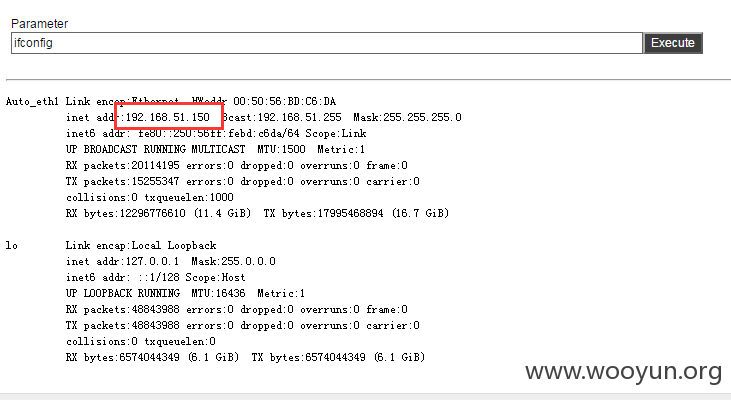 Parameter
ifconfig Execute
Auto_eth1 Link encap:Ethernet HWaddr 00:50:56:BD:C6:DA
inet addr:192.168.51.150 Bcast:192.168.51.255 Mask:255.255.255.0
inet6 addr: fe80::250:56ff:febd:c6da/64 Scope:Link
UP BROADCAST RUNNING MULTICAST MTU:1500 Metric:1
RX packets:20114195 errors:0 dropped:0 overruns:0 frame:0
TX packets:15255347 errors:0 dropped:0 overruns:0 carrier:0
collisions:0 txqueuelen:1000
RX bytes:12296776610 (11.4 GiB) TX bytes:17995468894 (16.7 GiB)
lo Link encap:Local Loopback
inet addr:127.0.0.1 Mask:255.0.0.0
inet6 addr: ::1/128 Scope:Host
UP LOOPBACK RUNNING MTU:16436 Metric:1
RX packets:48843988 errors:0 dropped:0 overruns:0 frame:0
TX packets:48843988 errors:0 dropped:0 overruns:0 carrier:0
collisions:0 txqueuelen:0
RX bytes:6574044349 (6.1 GiB) TX bytes:6574044349 (6.1 GiB)
www.wooyun.org